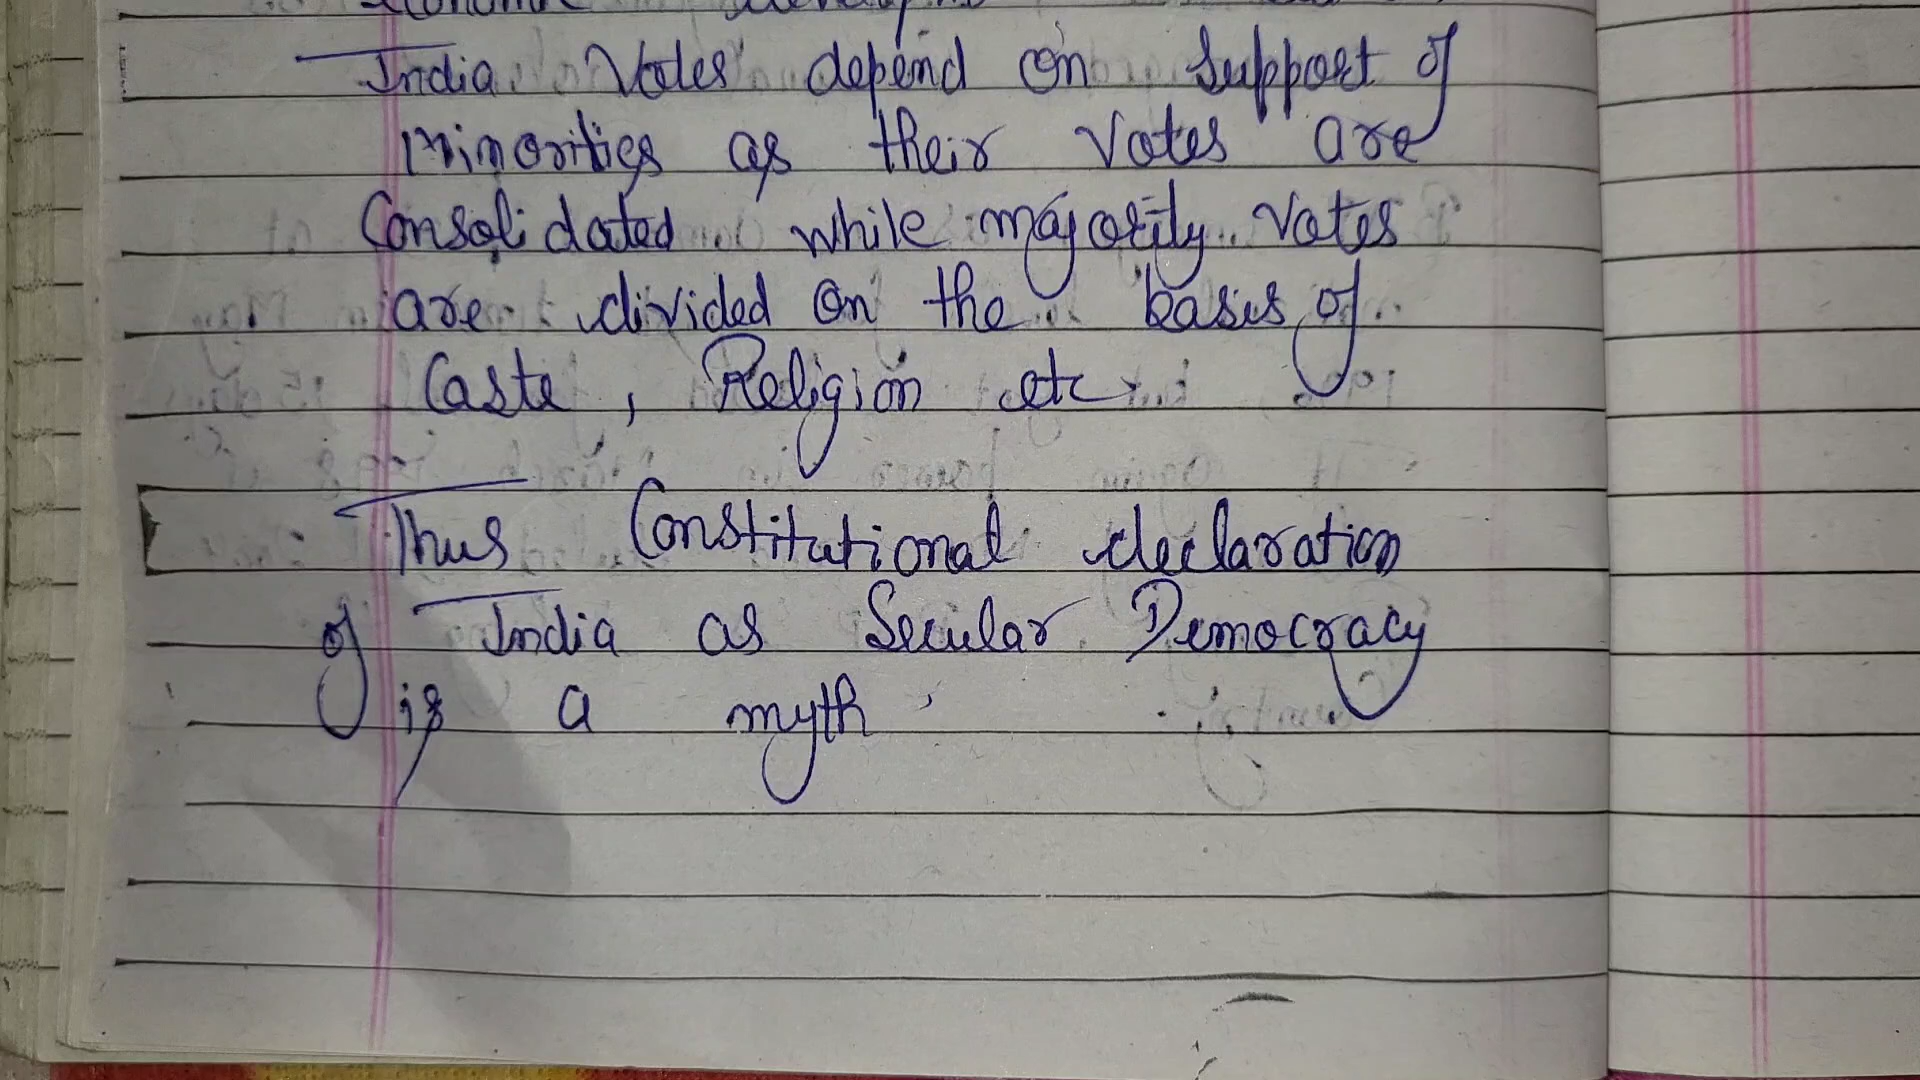 economic
India Votes depend on Support of
minorities as their Votes are
Consolidated while majority Votes
are divided on the basis of
Caste, Religion etc.
Thus Constitutional declaration
of India as Secular Democracy
is a myth.